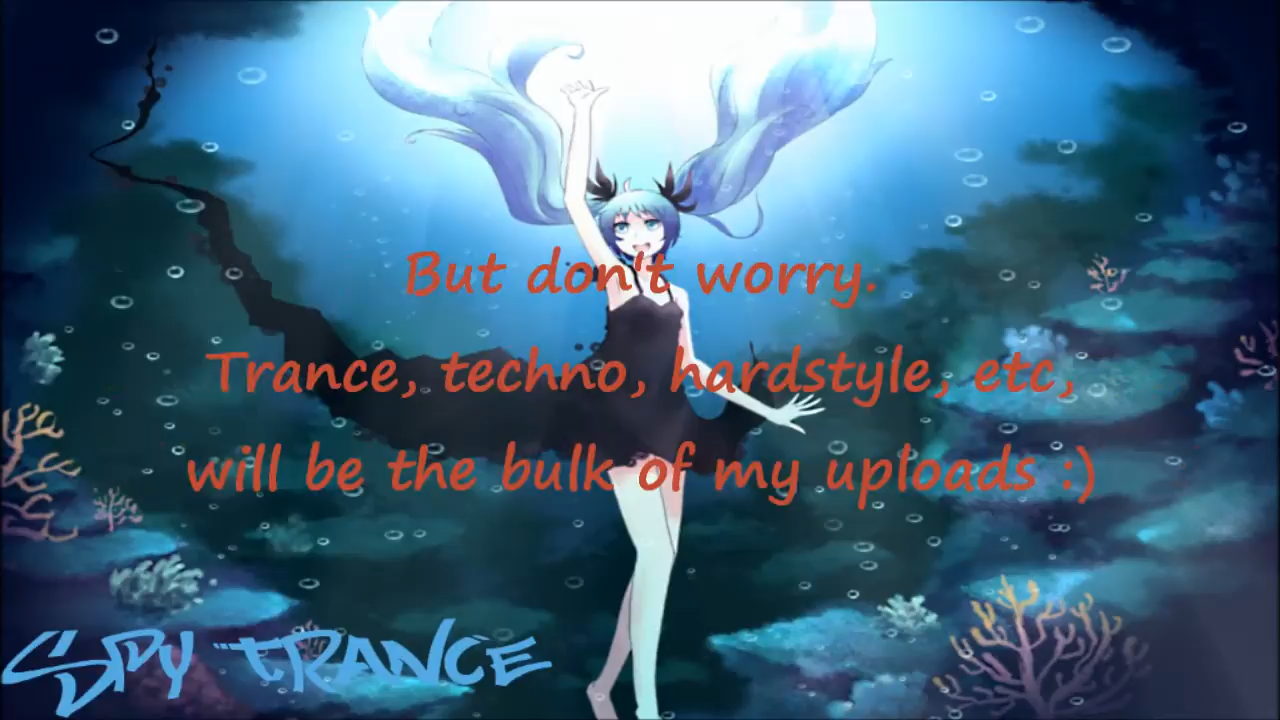 But don't worry.
Trance, techno, hardstyle, etc,
will be the bulk of my uploads :)
SPY TRANCE